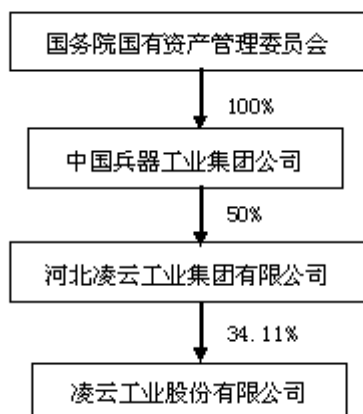 国务院国有资产管理委员会
100%
中国兵器工业集团公司
50%
河北凌云工业集团有限公司
34.11%
凌云工业股份有限公司